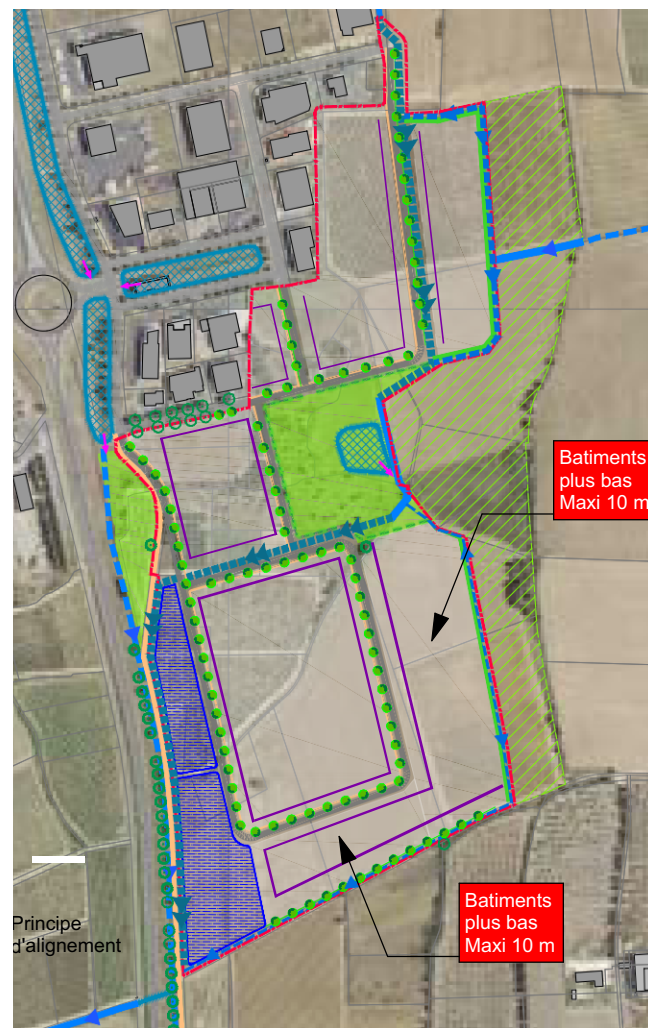 Batiments
plus bas
Maxi 10 m
Batiments
plus bas
Maxi 10 m
Principe
d'alignement